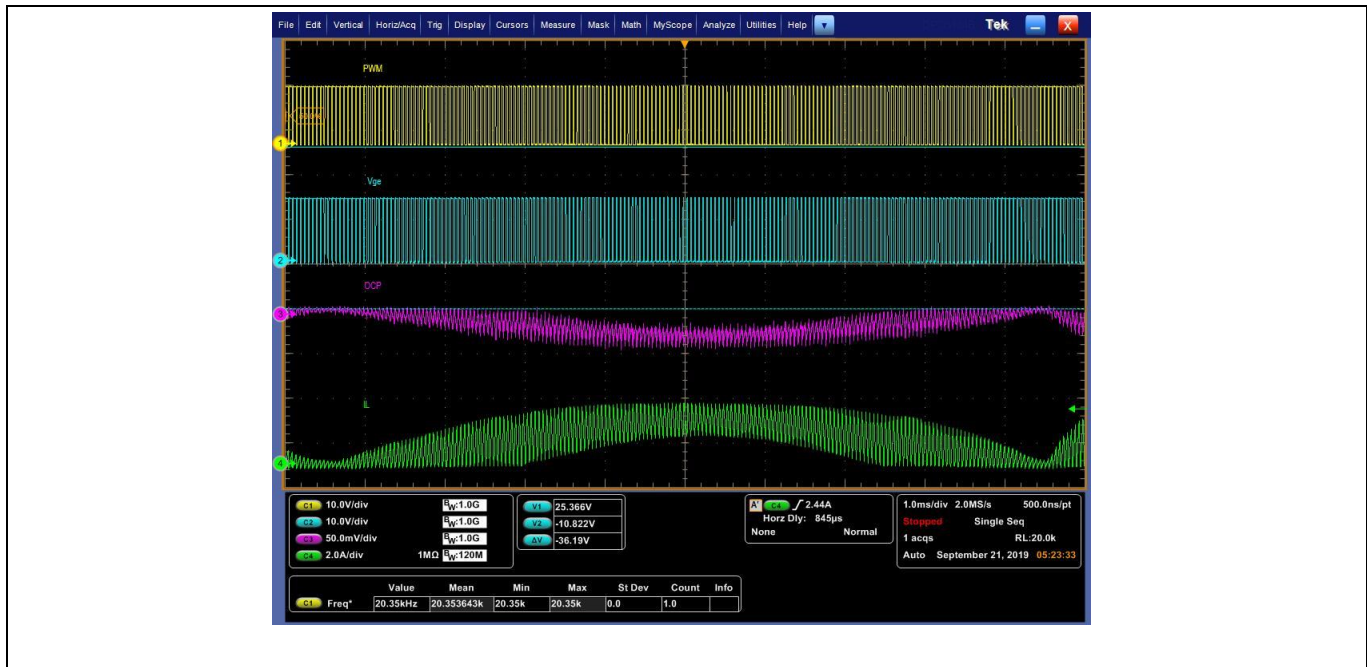 File Edit Vertical Horiz/Acq Trig Display Cursors Measure Mask Math MyScope Analyze Utilities Help Tek X
PWM
1
Vge
2
OCP
3
iL
4
C1 10.0V/div BW:1.0G
C2 10.0V/div BW:1.0G
C3 50.0mV/div BW:1.0G
C4 2.0A/div 1MΩ BW:120M
V1 25.366V
V2 -10.822V
ΔV -36.19V
A' C4 2.44A
Horz Dly: 845µs
None Normal
1.0ms/div 2.0MS/s 500.0ns/pt
Stopped Single Seq
1 acqs RL:20.0k
Auto September 21, 2019 05:23:33
Value Mean Min Max St Dev Count Info
C1 Freq* 20.35kHz 20.353643k 20.35k 20.35k 0.0 1.0